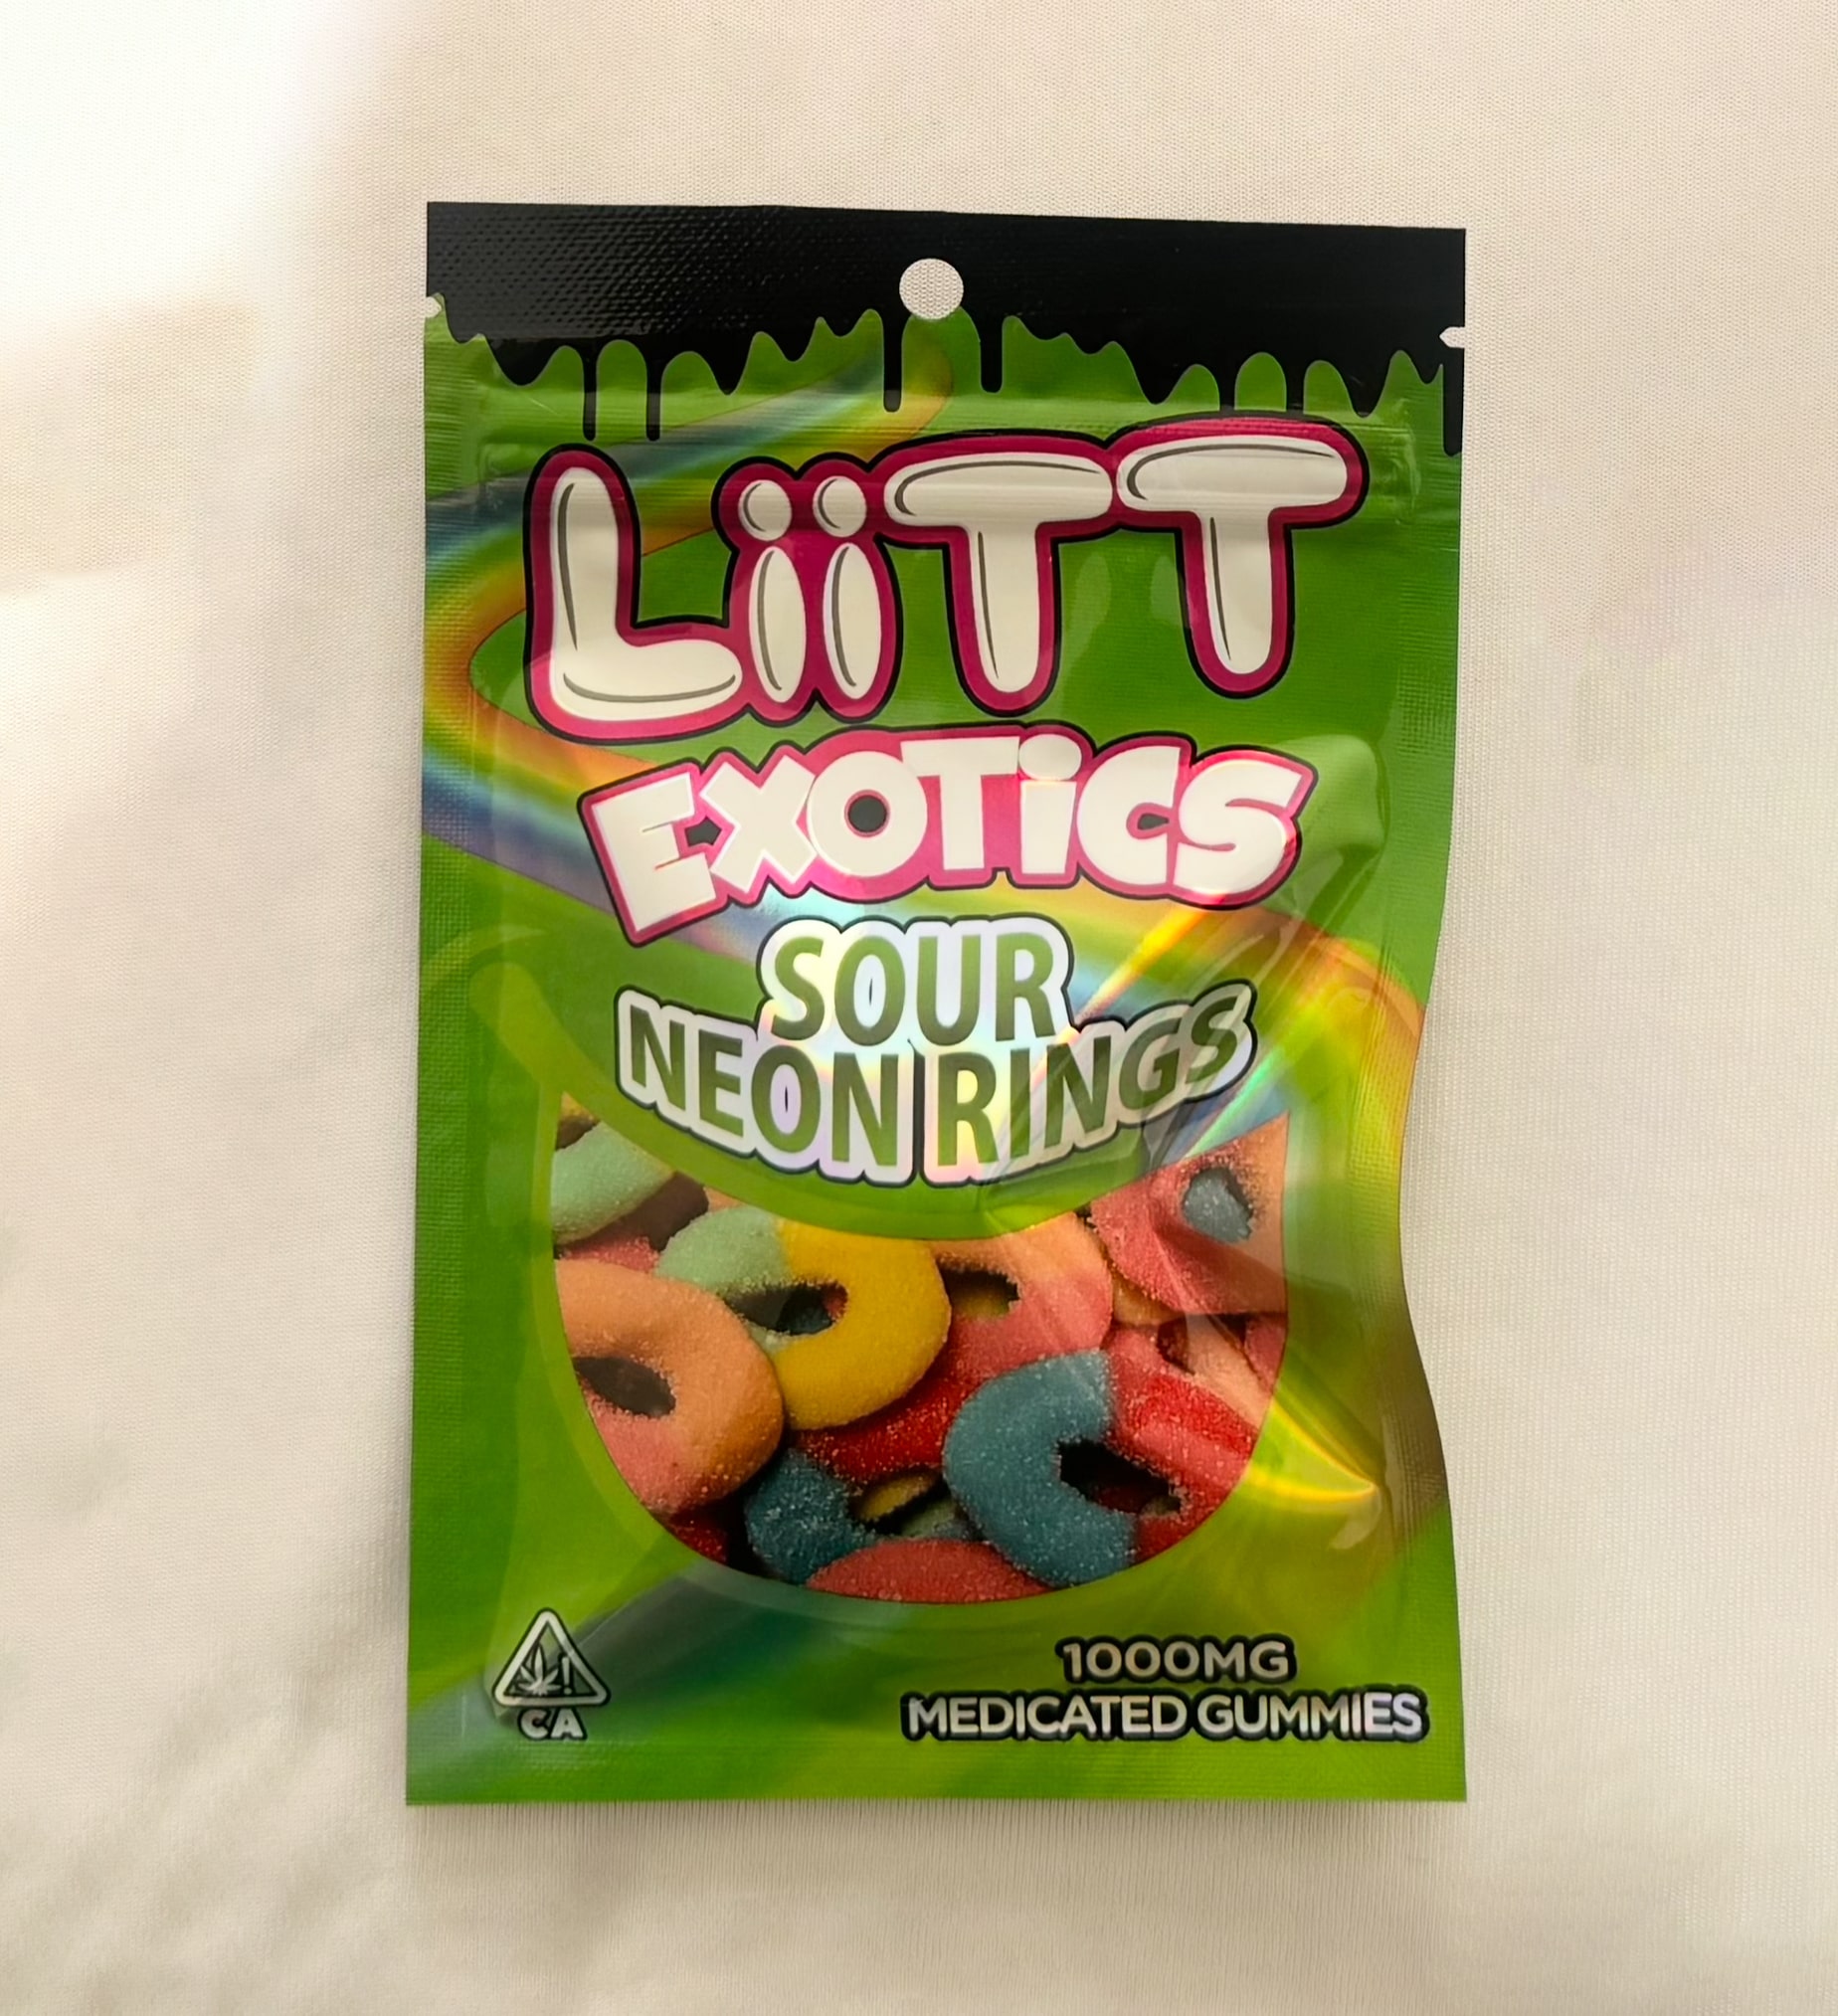 LiiTT
EXOTiCS
SOUR
NEON RINGS
1000MG
MEDICATED GUMMIES
!
CA